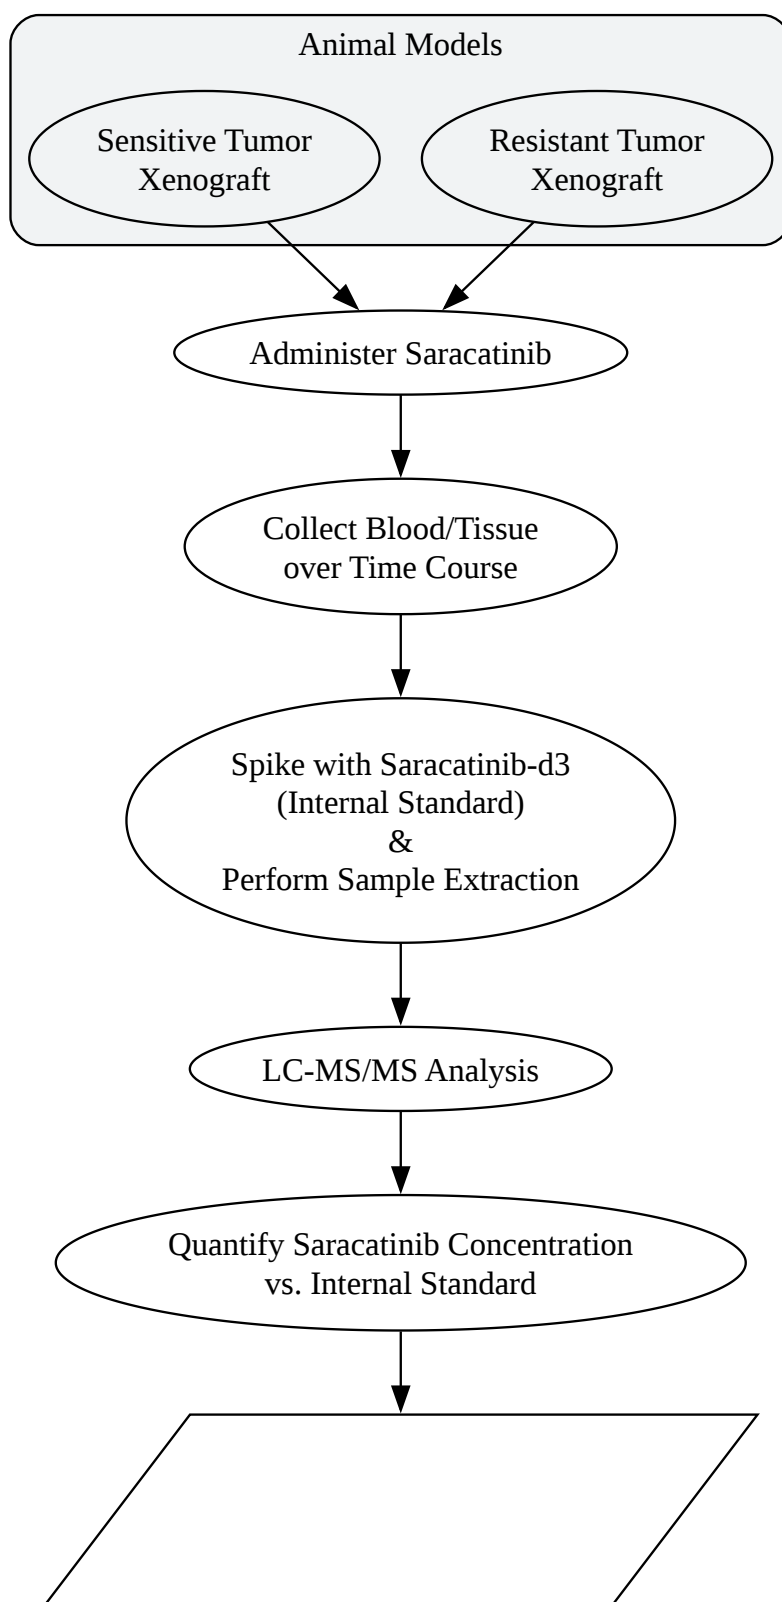 Animal Models
Sensitive Tumor
Xenograft
Resistant Tumor
Xenograft
Administer Saracatinib
Collect Blood/Tissue
over Time Course
Spike with Saracatinib-d3
(Internal Standard)
&
Perform Sample Extraction
LC-MS/MS Analysis
Quantify Saracatinib Concentration
vs. Internal Standard